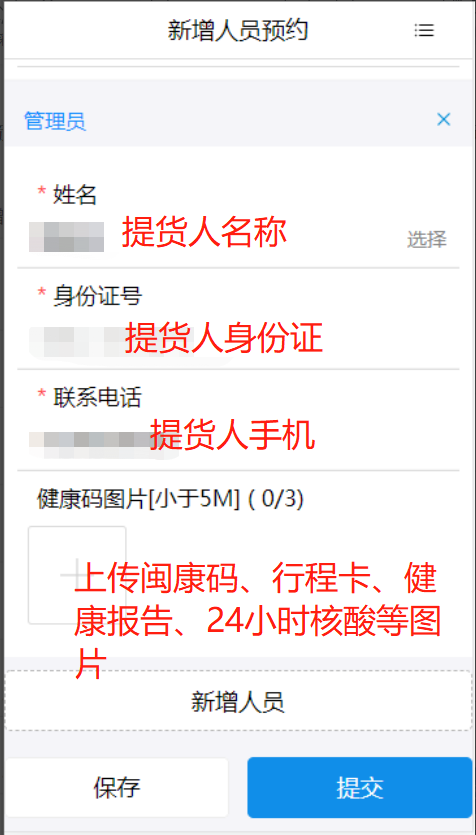 新增人员预约
管理员
* 姓名
提货人名称
选择
* 身份证号
提货人身份证
* 联系电话
提货人手机
健康码图片[小于5M] ( 0/3)
上传闽康码、行程卡、健
康报告、24小时核酸等图
片
新增人员
保存
提交